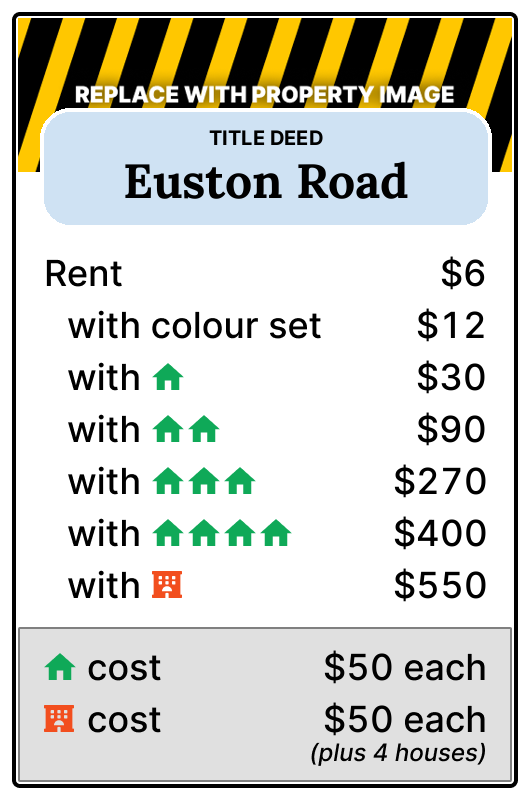 REPLACE WITH PROPERTY IMAGE
TITLE DEED
Euston Road
Rent $6
with colour set $12
with $30
with $90
with $270
with $400
with $550
cost $50 each
cost $50 each
(plus 4 houses)